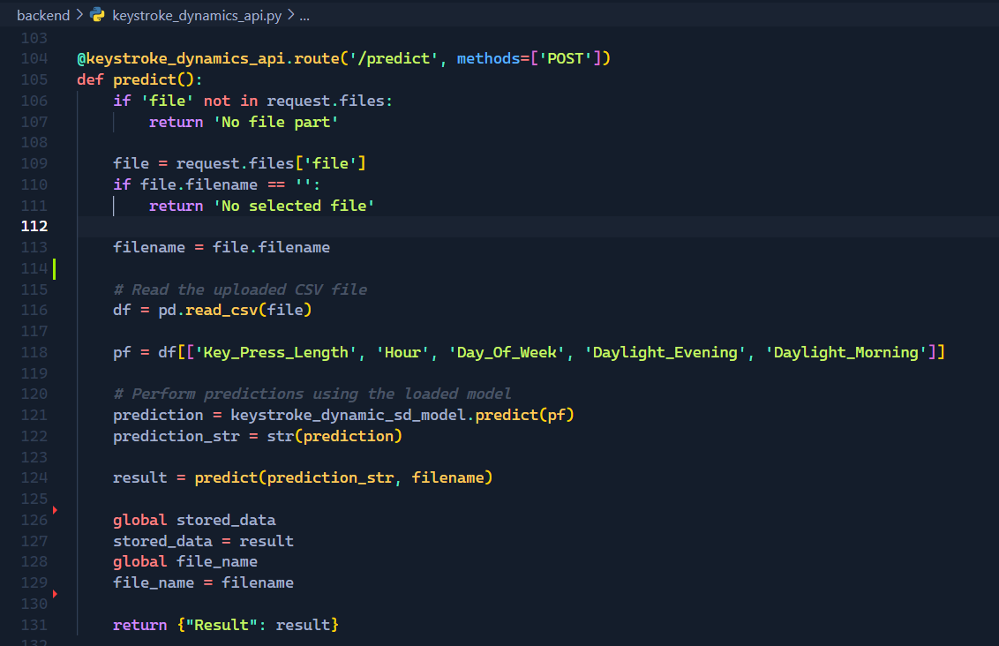 backend > keystroke_dynamics_api.py > ...
103
104 @keystroke_dynamics_api.route('/predict', methods=['POST'])
105 def predict():
106     if 'file' not in request.files:
107         return 'No file part'
108
109     file = request.files['file']
110     if file.filename == '':
111         return 'No selected file'
112
113     filename = file.filename
114
115     # Read the uploaded CSV file
116     df = pd.read_csv(file)
117
118     pf = df[['Key_Press_Length', 'Hour', 'Day_Of_Week', 'Daylight_Evening', 'Daylight_Morning']]
119
120     # Perform predictions using the loaded model
121     prediction = keystroke_dynamic_sd_model.predict(pf)
122     prediction_str = str(prediction)
123
124     result = predict(prediction_str, filename)
125
126     global stored_data
127     stored_data = result
128     global file_name
129     file_name = filename
130
131     return {"Result": result}
132